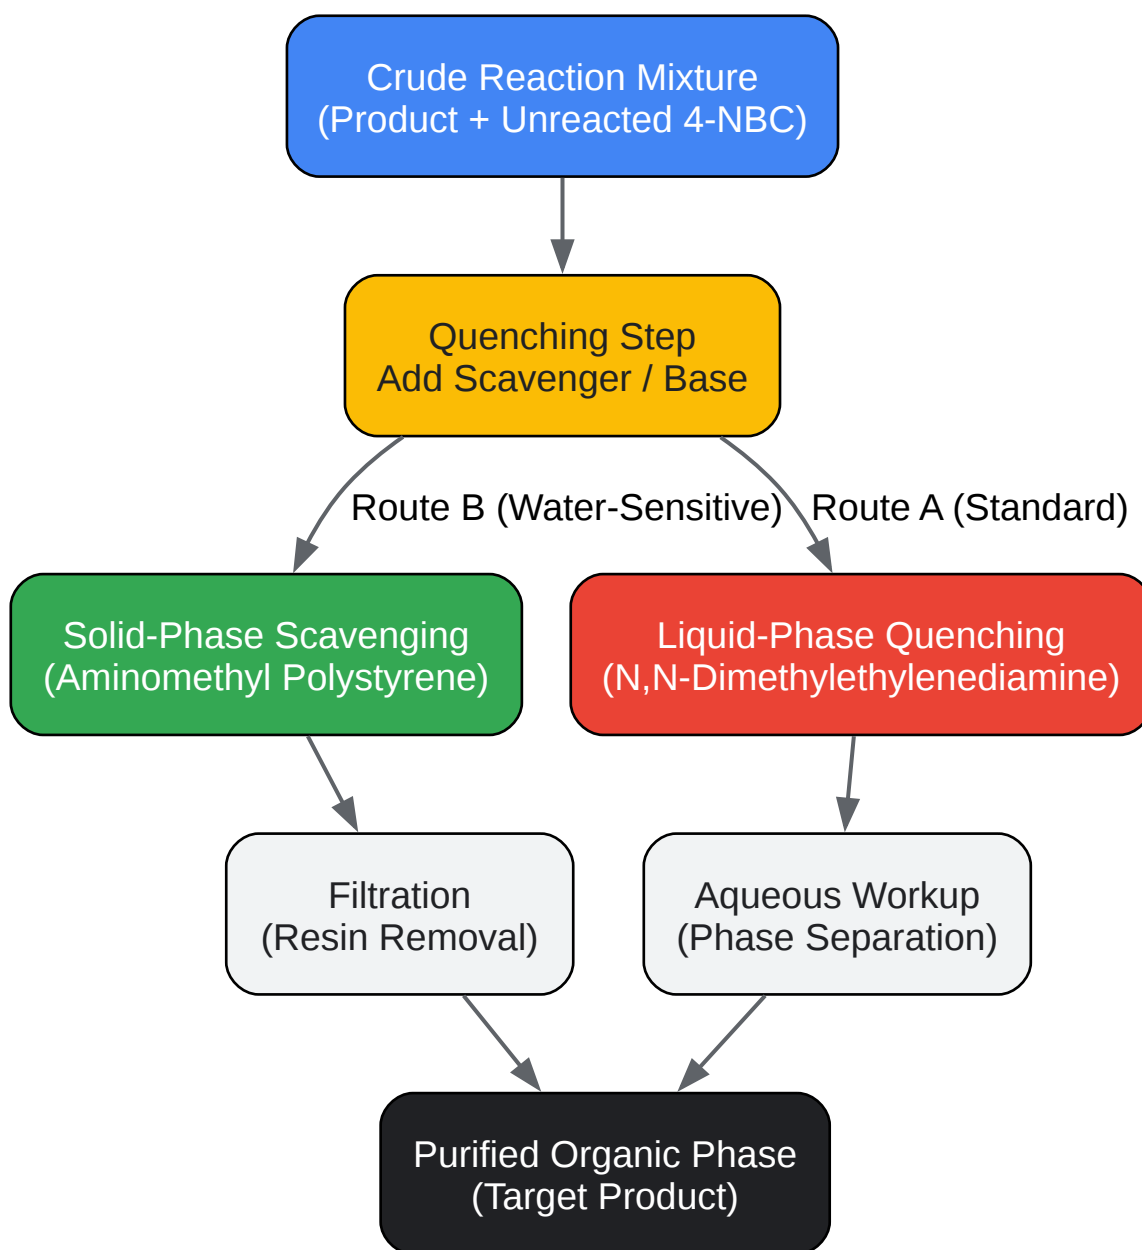 Crude Reaction Mixture
(Product + Unreacted 4-NBC)
Quenching Step
Add Scavenger / Base
Route B (Water-Sensitive)
Route A (Standard)
Solid-Phase Scavenging
(Aminomethyl Polystyrene)
Liquid-Phase Quenching
(N,N-Dimethylethylenediamine)
Filtration
(Resin Removal)
Aqueous Workup
(Phase Separation)
Purified Organic Phase
(Target Product)